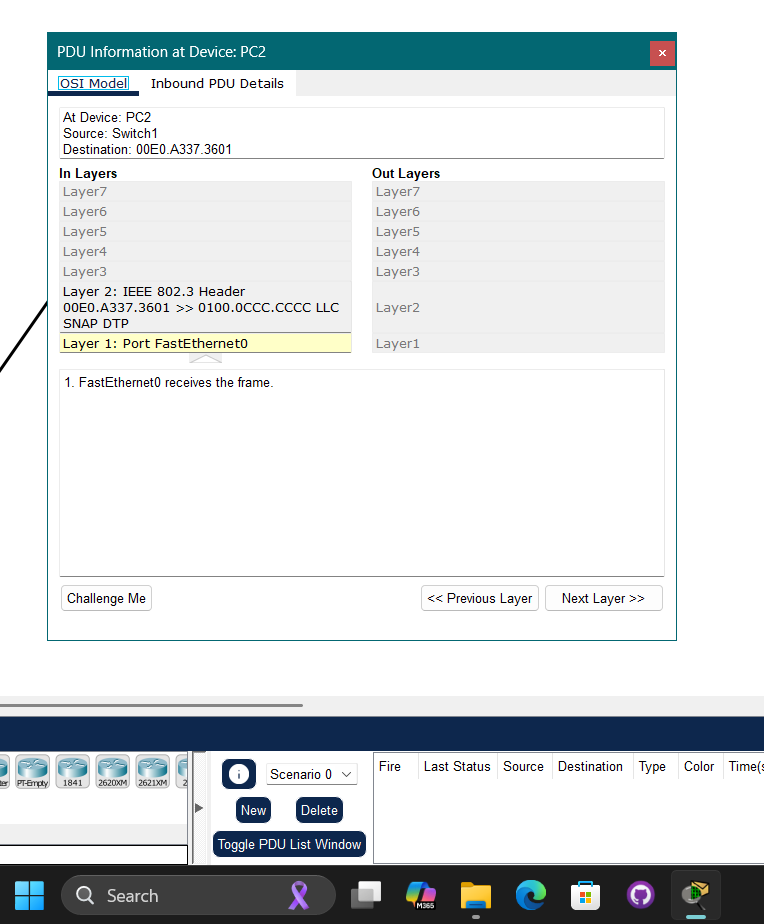 PDU Information at Device: PC2
OSI Model Inbound PDU Details
At Device: PC2
Source: Switch1
Destination: 00E0.A337.3601
In Layers
Layer7
Layer6
Layer5
Layer4
Layer3
Layer 2: IEEE 802.3 Header
00E0.A337.3601 >> 0100.0CCC.CCCC LLC
SNAP DTP
Layer 1: Port FastEthernet0
Out Layers
Layer7
Layer6
Layer5
Layer4
Layer3
Layer2
Layer1
1. FastEthernet0 receives the frame.
Challenge Me
<< Previous Layer
Next Layer >>
PT-Empty
1841
2620XM
2621XM
Scenario 0
New
Delete
Toggle PDU List Window
Fire Last Status Source Destination Type Color
Search
M365